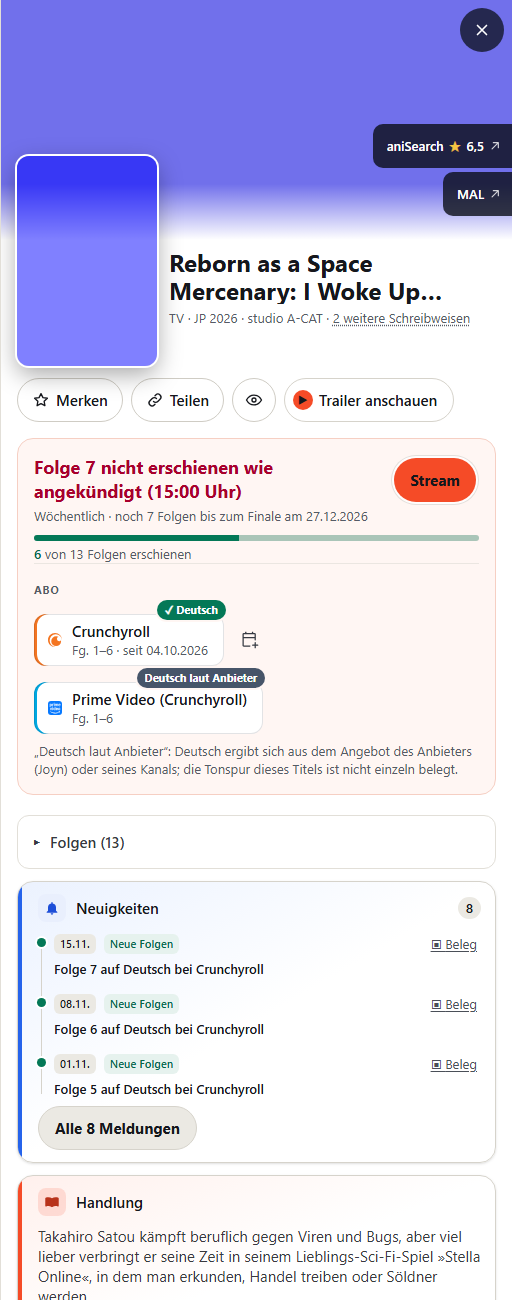 aniSearch ★ 6,5 ↗
MAL ↗
Reborn as a Space
Mercenary: I Woke Up…
TV · JP 2026 · studio A-CAT · 2 weitere Schreibweisen
Merken
Teilen
Trailer anschauen
Folge 7 nicht erschienen wie
angekündigt (15:00 Uhr)
Stream
Wöchentlich · noch 7 Folgen bis zum Finale am 27.12.2026
6 von 13 Folgen erschienen
ABO
✓ Deutsch
Crunchyroll
Fg. 1–6 · seit 04.10.2026
Deutsch laut Anbieter
Prime Video (Crunchyroll)
Fg. 1–6
„Deutsch laut Anbieter“: Deutsch ergibt sich aus dem Angebot des Anbieters
(Joyn) oder seines Kanals; die Tonspur dieses Titels ist nicht einzeln belegt.
▸ Folgen (13)
Neuigkeiten 8
15.11. Neue Folgen ▣ Beleg
Folge 7 auf Deutsch bei Crunchyroll
08.11. Neue Folgen ▣ Beleg
Folge 6 auf Deutsch bei Crunchyroll
01.11. Neue Folgen ▣ Beleg
Folge 5 auf Deutsch bei Crunchyroll
Alle 8 Meldungen
Handlung
Takahiro Satou kämpft beruflich gegen Viren und Bugs, aber viel
lieber verbringt er seine Zeit in seinem Lieblings-Sci-Fi-Spiel »Stella
Online«, in dem man erkunden, Handel treiben oder Söldner
werden